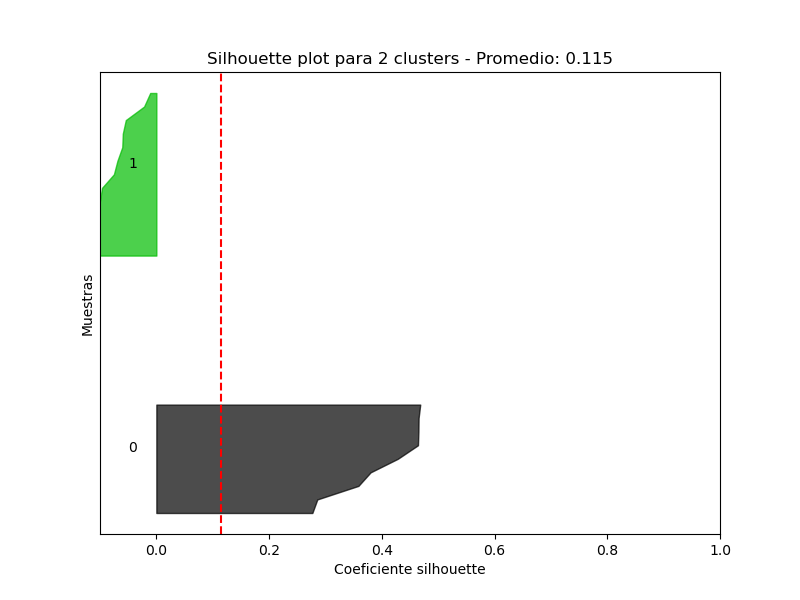 Silhouette plot para 2 clusters - Promedio: 0.115
1
Muestras
0
0.0 0.2 0.4 0.6 0.8 1.0
Coeficiente silhouette